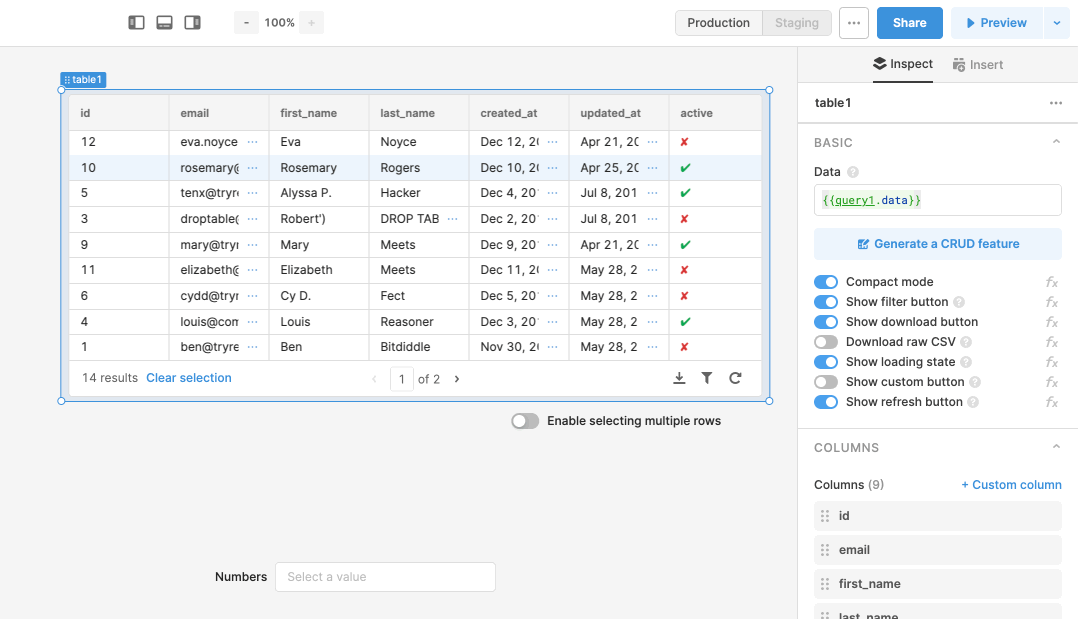 - 100% +
Production Staging ··· Share Preview
Inspect Insert
table1
table1 ···
id email first_name last_name created_at updated_at active
BASIC
12 eva.noyce ··· Eva Noyce Dec 12, 20 ··· Apr 21, 20 ··· ✘
10 rosemary@ ··· Rosemary Rogers Dec 10, 20 ··· Apr 25, 20 ··· ✔
Data ?
5 tenx@tryre ··· Alyssa P. Hacker Dec 4, 201 ··· Jul 8, 201 ··· ✔
{{query1.data}}
3 droptable( ··· Robert') DROP TAB ··· Dec 2, 201 ··· Jul 8, 201 ··· ✘
9 mary@tryr ··· Mary Meets Dec 9, 20 ··· Apr 21, 20 ··· ✔
Generate a CRUD feature
11 elizabeth@ ··· Elizabeth Meets Dec 11, 20 ··· May 28, 2 ··· ✘
Compact mode fx
6 cydd@tryr ··· Cy D. Fect Dec 5, 20 ··· May 28, 2 ··· ✘
Show filter button ? fx
4 louis@com ··· Louis Reasoner Dec 3, 20 ··· May 28, 2 ··· ✔
Show download button fx
1 ben@tryre ··· Ben Bitdiddle Nov 30, 20 ··· May 28, 2 ··· ✘
Download raw CSV ? fx
Show loading state ? fx
14 results Clear selection 1 of 2
Show custom button ? fx
Show refresh button ? fx
Enable selecting multiple rows
COLUMNS
Columns (9) + Custom column
id
email
first_name
last_name
Numbers Select a value